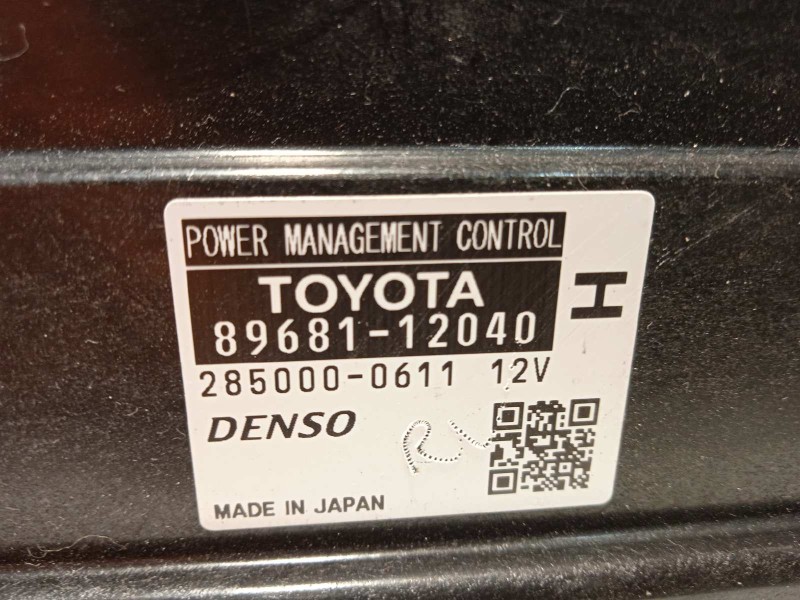 POWER MANAGEMENT CONTROL
TOYOTA
89681-12040
H
285000-0611 12V
DENSO
MADE IN JAPAN